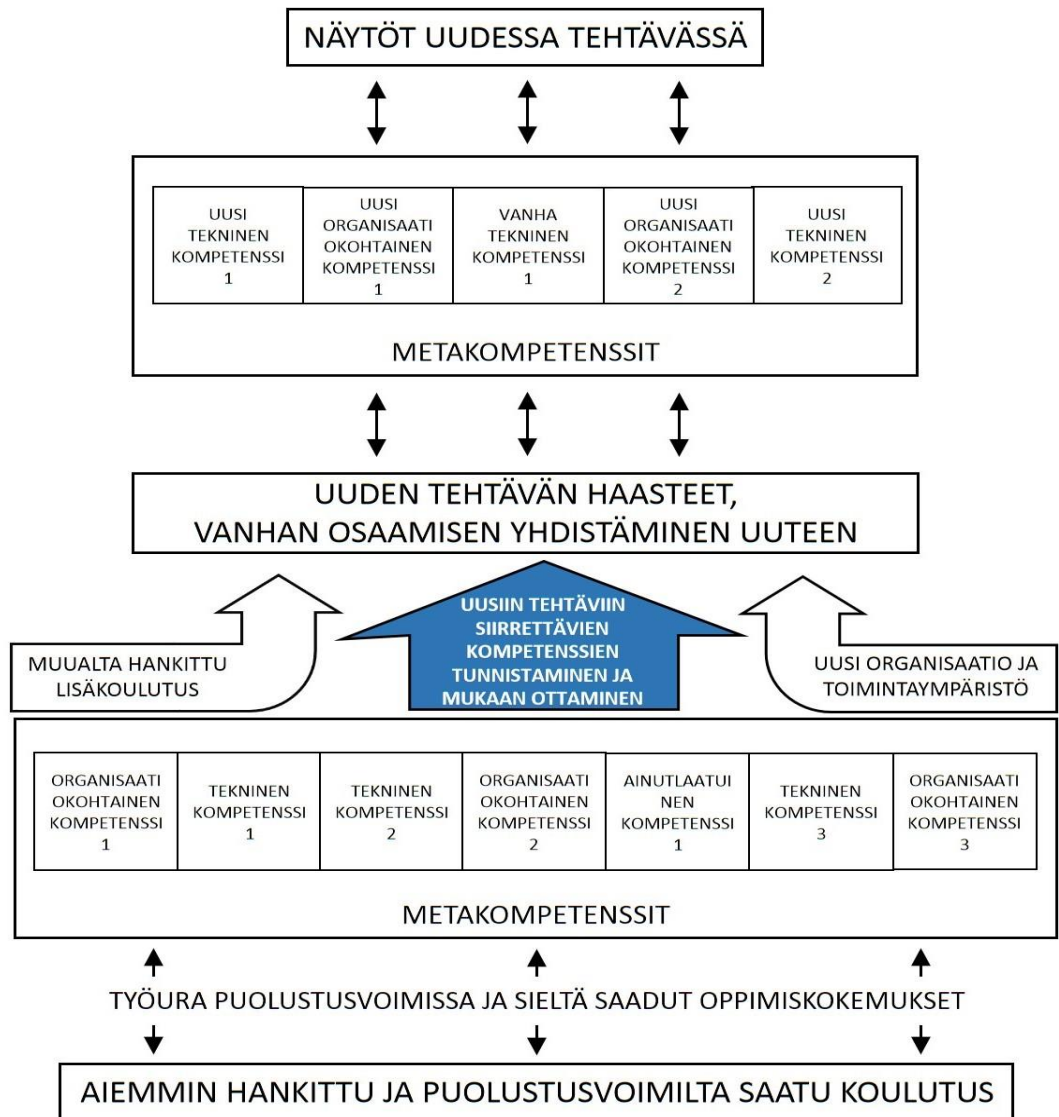 NÄYTÖT UUDESSA TEHTÄVÄSSÄ
UUSI
TEKNINEN
KOMPETENSSI
1
UUSI
ORGANISAATI
OKOHTAINEN
KOMPETENSSI
1
VANHA
TEKNINEN
KOMPETENSSI
1
UUSI
ORGANISAATI
OKOHTAINEN
KOMPETENSSI
2
UUSI
TEKNINEN
KOMPETENSSI
2
METAKOMPETENSSIT
UUDEN TEHTÄVÄN HAASTEET,
VANHAN OSAAMISEN YHDISTÄMINEN UUTEEN
MUUALTA HANKITTU
LISÄKOULUTUS
UUSIIN TEHTÄVIIN
SIIRRETTÄVIEN
KOMPETENSSIEN
TUNNISTAMINEN JA
MUKAAN OTTAMINEN
UUSI ORGANISAATIO JA
TOIMINTAYMPÄRISTÖ
ORGANISAATI
OKOHTAINEN
KOMPETENSSI
1
TEKNINEN
KOMPETENSSI
1
TEKNINEN
KOMPETENSSI
2
ORGANISAATI
OKOHTAINEN
KOMPETENSSI
2
AINUTLAATUI
NEN
KOMPETENSSI
1
TEKNINEN
KOMPETENSSI
3
ORGANISAATI
OKOHTAINEN
KOMPETENSSI
3
METAKOMPETENSSIT
TYÖURA PUOLUSTUSVOIMISSA JA SIELTÄ SAADUT OPPIMISKOKEMUKSET
AIEMMIN HANKITTU JA PUOLUSTUSVOIMILTA SAATU KOULUTUS